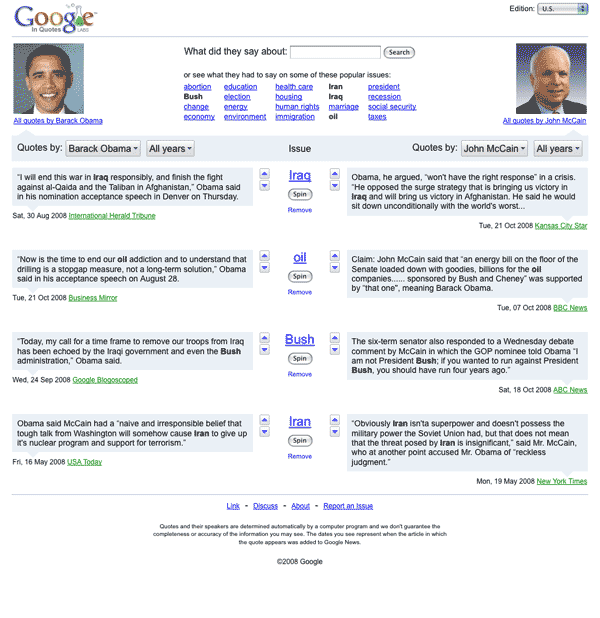 Edition: U.S.
Google
In Quotes LABS
What did they say about: Search
or see what they had to say on some of these popular issues:
abortion education health care Iran president
Bush election housing Iraq recession
change energy human rights marriage social security
economy environment immigration oil taxes
All quotes by Barack Obama
All quotes by John McCain
Quotes by: Barack Obama All years Issue Quotes by: John McCain All years
“I will end this war in Iraq responsibly, and finish the fight
against al-Qaida and the Taliban in Afghanistan,” Obama said
in his nomination acceptance speech in Denver on Thursday.
Sat, 30 Aug 2008 International Herald Tribune
Iraq
Spin
Remove
Obama, he argued, “won't have the right response” in a crisis.
“He opposed the surge strategy that is bringing us victory in
Iraq and will bring us victory in Afghanistan. He said he would
sit down unconditionally with the world's worst...
Tue, 21 Oct 2008 Kansas City Star
“Now is the time to end our oil addiction and to understand that
drilling is a stopgap measure, not a long-term solution,” Obama
said in his acceptance speech on August 28.
Tue, 21 Oct 2008 Business Mirror
oil
Spin
Remove
Claim: John McCain said that “an energy bill on the floor of the
Senate loaded down with goodies, billions for the oil
companies...... sponsored by Bush and Cheney” was supported
by “that one”, meaning Barack Obama.
Tue, 07 Oct 2008 BBC News
“Today, my call for a time frame to remove our troops from Iraq
has been echoed by the Iraqi government and even the Bush
administration,” Obama said.
Wed, 24 Sep 2008 Google Blogoscoped
Bush
Spin
Remove
The six-term senator also responded to a Wednesday debate
comment by McCain in which the GOP nominee told Obama “I
am not President Bush; if you wanted to run against President
Bush, you should have run four years ago.”
Sat, 18 Oct 2008 ABC News
Obama said McCain had a “naive and irresponsible belief that
tough talk from Washington will somehow cause Iran to give up
it's nuclear program and support for terrorism.”
Fri, 16 May 2008 USA Today
Iran
Spin
Remove
“Obviously Iran isn'ta superpower and doesn't possess the
military power the Soviet Union had, but that does not mean
that the threat posed by Iran is insignificant,” said Mr. McCain,
who at another point accused Mr. Obama of “reckless
judgment.”
Mon, 19 May 2008 New York Times
Link - Discuss - About - Report an Issue
Quotes and their speakers are determined automatically by a computer program and we don't guarantee the
completeness or accuracy of the information you may see. The dates you see represent when the article in which
the quote appears was added to Google News.
©2008 Google